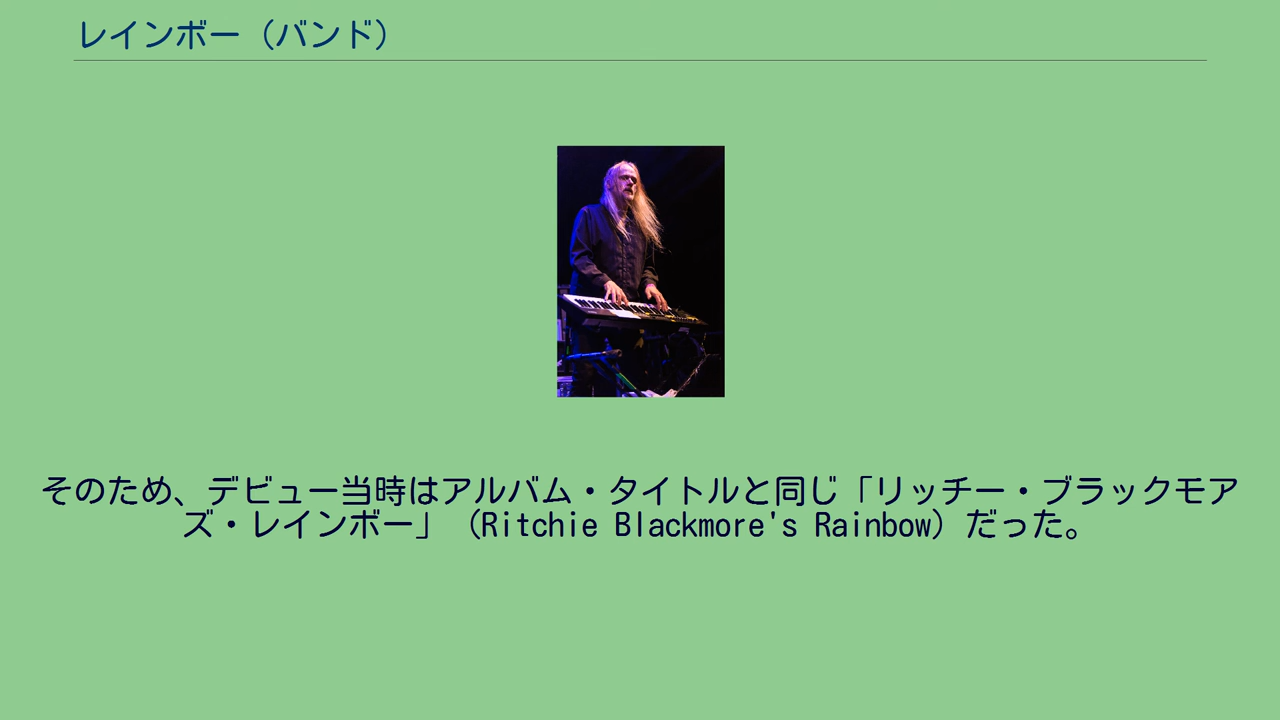 レインボー（バンド）
そのため、デビュー当時はアルバム・タイトルと同じ「リッチー・ブラックモア
ズ・レインボー」（Ritchie Blackmore's Rainbow）だった。